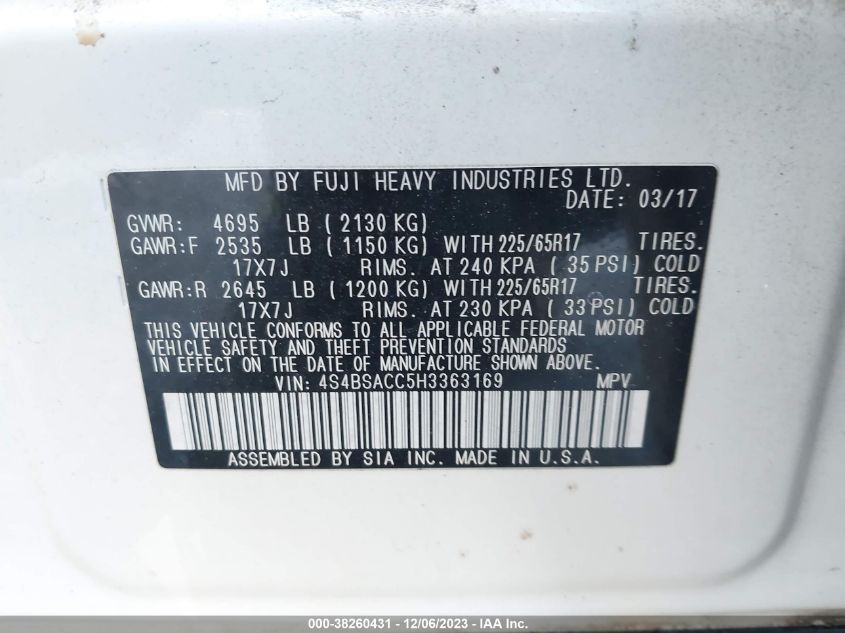 MFD BY FUJI HEAVY INDUSTRIES LTD.
DATE: 03/17
GVWR: 4695 LB ( 2130 KG)
GAWR:F 2535 LB ( 1150 KG) WITH 225/65R17 TIRES.
17X7J RIMS. AT 240 KPA ( 35 PSI) COLD
GAWR:R 2645 LB ( 1200 KG) WITH 225/65R17 TIRES.
17X7J RIMS. AT 230 KPA ( 33 PSI) COLD
THIS VEHICLE CONFORMS TO ALL APPLICABLE FEDERAL MOTOR
VEHICLE SAFETY AND THEFT PREVENTION STANDARDS
IN EFFECT ON THE DATE OF MANUFACTURE SHOWN ABOVE.
VIN: 4S4BSACC5H3363169 MPV
ASSEMBLED BY SIA INC. MADE IN U.S.A.
000-38260431 - 12/06/2023 - IAA Inc.